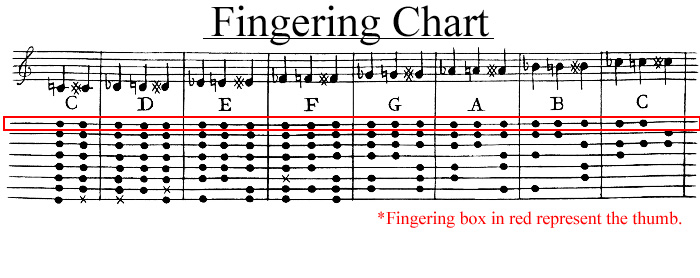 Fingering Chart
C D E F G A B C
*Fingering box in red represent the thumb.